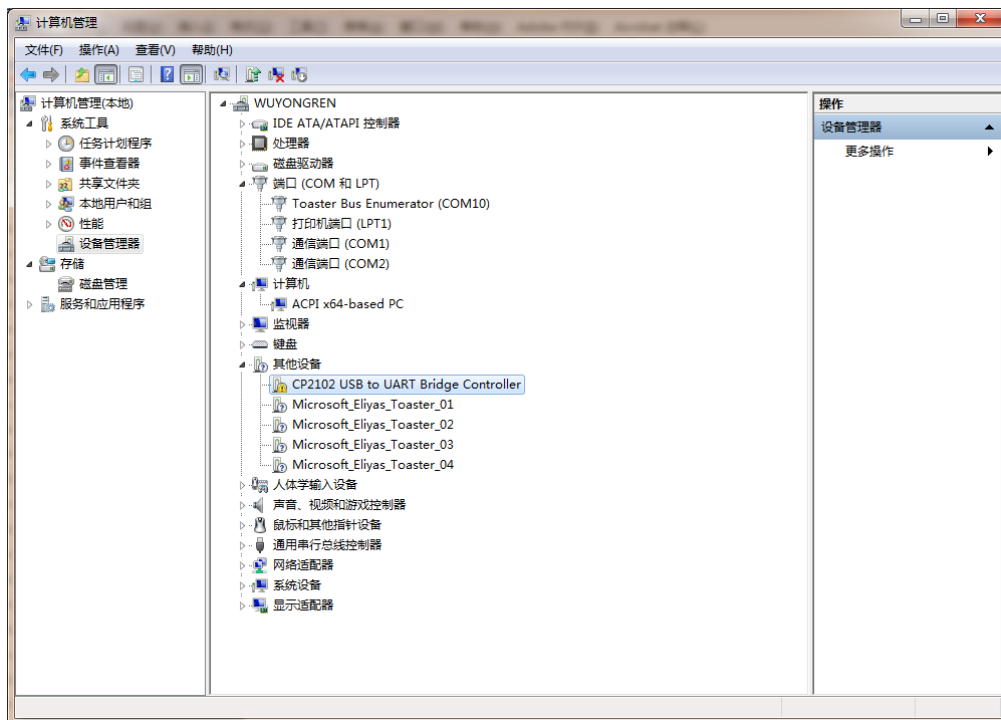 计算机管理
文件(F) 操作(A) 查看(V) 帮助(H)
计算机管理(本地)
系统工具
任务计划程序
事件查看器
共享文件夹
本地用户和组
性能
设备管理器
存储
磁盘管理
服务和应用程序
WUYONGREN
IDE ATA/ATAPI 控制器
处理器
磁盘驱动器
端口 (COM 和 LPT)
Toaster Bus Enumerator (COM10)
打印机端口 (LPT1)
通信端口 (COM1)
通信端口 (COM2)
计算机
ACPI x64-based PC
监视器
键盘
其他设备
CP2102 USB to UART Bridge Controller
Microsoft_Eliyas_Toaster_01
Microsoft_Eliyas_Toaster_02
Microsoft_Eliyas_Toaster_03
Microsoft_Eliyas_Toaster_04
人体学输入设备
声音、视频和游戏控制器
鼠标和其他指针设备
通用串行总线控制器
网络适配器
系统设备
显示适配器
操作
设备管理器
更多操作